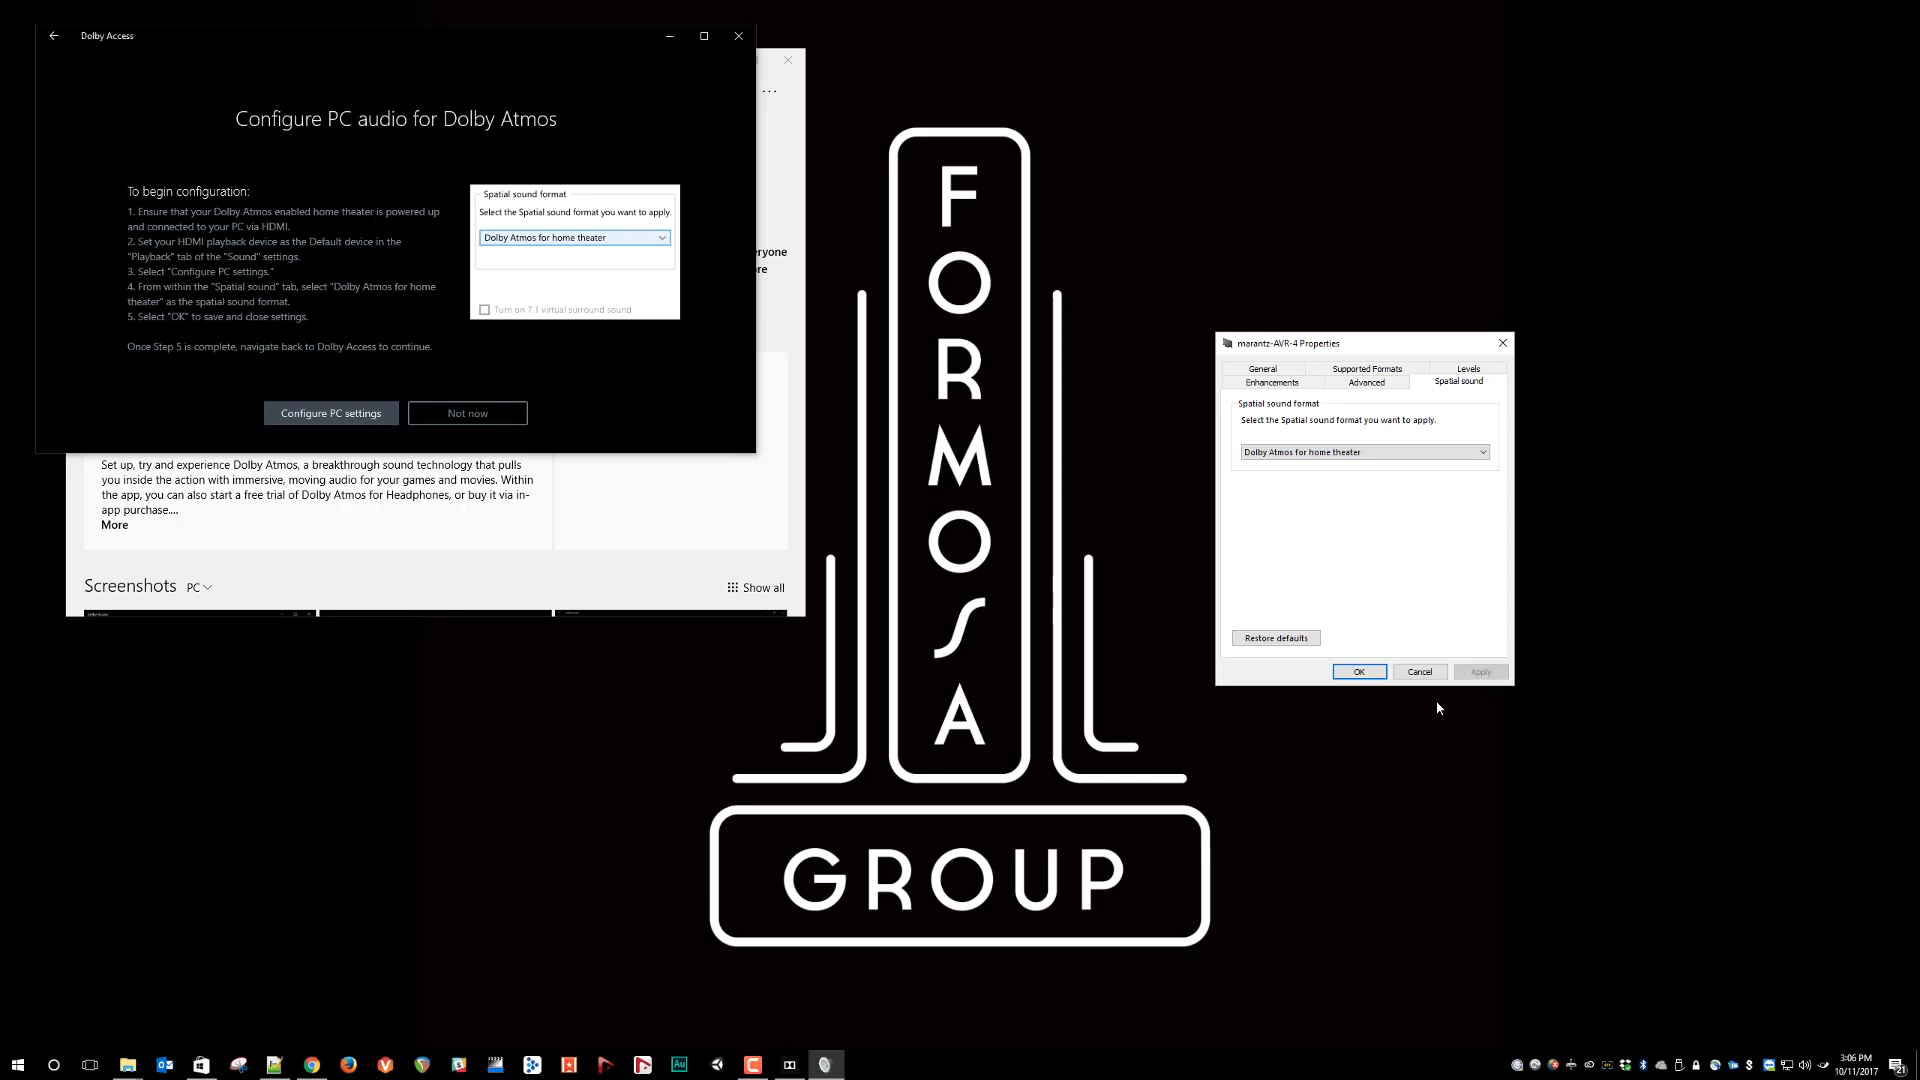 Dolby Access
Configure PC audio for Dolby Atmos
To begin configuration:
1. Ensure that your Dolby Atmos enabled home theater is powered up
and connected to your PC via HDMI.
2. Set your HDMI playback device as the Default device in the
"Playback" tab of the "Sound" settings.
3. Select "Configure PC settings."
4. From within the "Spatial sound" tab, select "Dolby Atmos for home
theater" as the spatial sound format.
5. Select "OK" to save and close settings.
Once Step 5 is complete, navigate back to Dolby Access to continue.
Spatial sound format
Select the Spatial sound format you want to apply.
Dolby Atmos for home theater
Turn on 7.1 virtual surround sound
Configure PC settings
Not now
...
eryone
re
Set up, try and experience Dolby Atmos, a breakthrough sound technology that pulls
you inside the action with immersive, moving audio for your games and movies. Within
the app, you can also start a free trial of Dolby Atmos for Headphones, or buy it via in-
app purchase....
More
Screenshots PC
Show all
FORMOSA
GROUP
marantz-AVR-4 Properties
General
Supported Formats
Levels
Enhancements
Advanced
Spatial sound
Spatial sound format
Select the Spatial sound format you want to apply.
Dolby Atmos for home theater
Restore defaults
OK
Cancel
Apply
Au
3:06 PM
10/11/2017
21